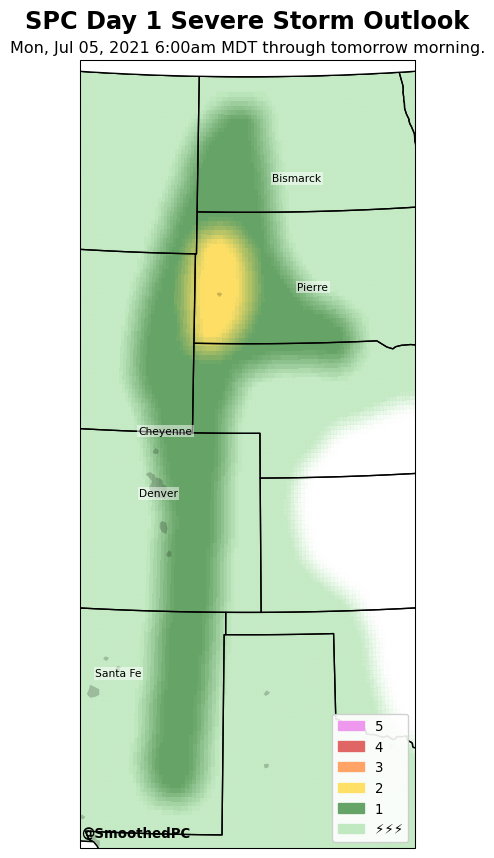 SPC Day 1 Severe Storm Outlook
Mon, Jul 05, 2021 6:00am MDT through tomorrow morning.
Bismarck
Pierre
Cheyenne
Denver
Santa Fe
5
4
3
2
1
⚡⚡⚡
@SmoothedPC